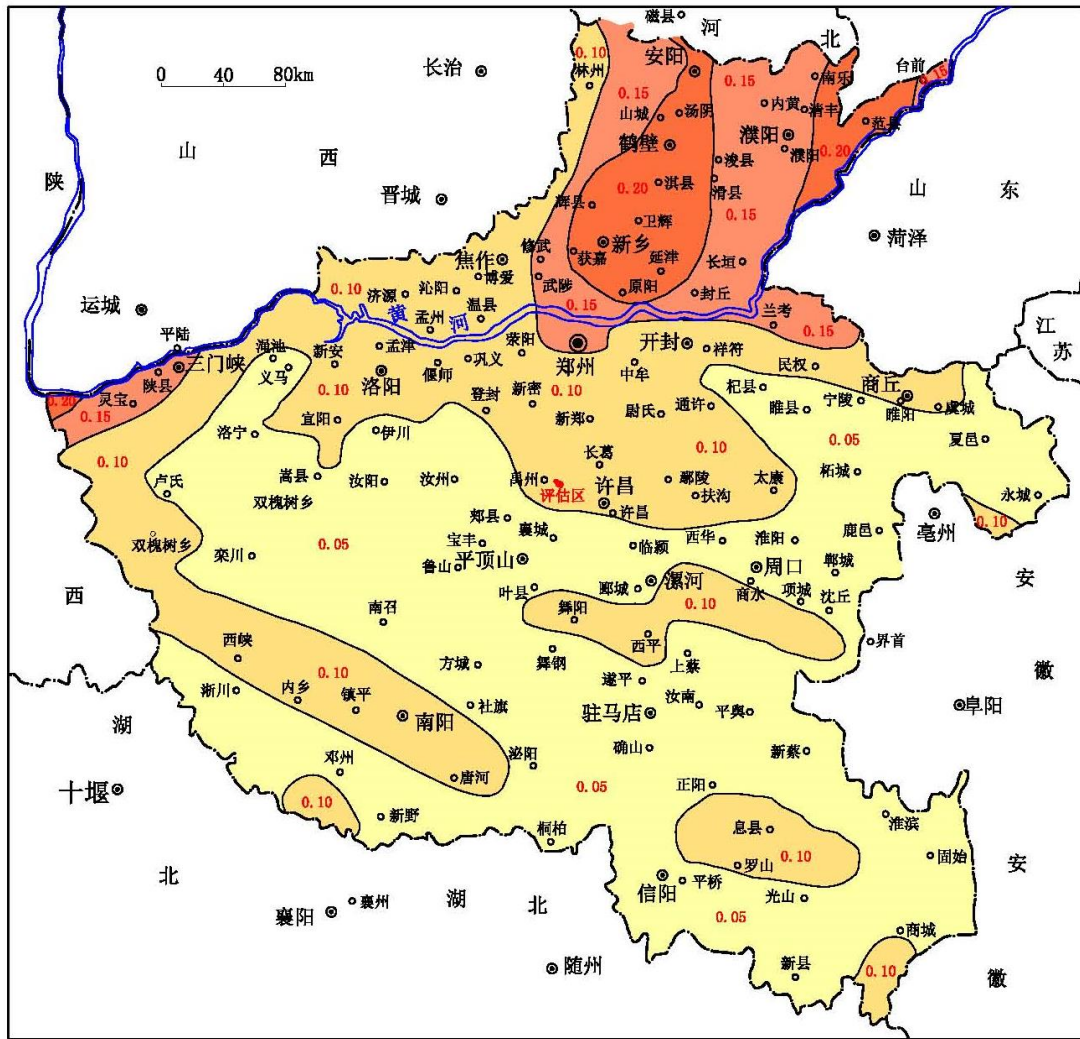 磁县
河
北
0.10
安阳
台前
0.15
长治
林州
0.15
南乐
0 40 80km
0.15
山城
汤阴
内黄
清丰
范县
鹤壁
濮阳
濮阳
0.20
山
西
浚县
陕
0.20
淇县
滑县
山
东
晋城
辉县
0.15
卫辉
新乡
菏泽
修武
获嘉
延津
长垣
焦作
博爱
武陟
原阳
封丘
0.10
济源
沁阳
温县
运城
孟州
黄
河
0.15
兰考
0.15
江
苏
平陆
渑池
新安
孟津
荥阳
郑州
开封
祥符
三门峡
义马
洛阳
偃师
巩义
中牟
民权
陕县
0.20
灵宝
0.15
0.10
登封
新密
0.10
杞县
商丘
宁陵
睢阳
虞城
睢县
宜阳
新郑
尉氏
通许
洛宁
伊川
0.10
0.05
夏邑
0.10
长葛
柘城
卢氏
嵩县
汝阳
汝州
禹州
评估区
许昌
鄢陵
太康
扶沟
永城
双槐树乡
许昌
0.10
亳州
郏县
襄城
双槐树乡
0.05
宝丰
临颍
西华
淮阳
鹿邑
栾川
鲁山
平顶山
周口
郸城
安
西
叶县
郾城
漯河
商水
项城
沈丘
南召
舞阳
0.10
西平
界首
西峡
方城
舞钢
上蔡
徽
0.10
遂平
淅川
内乡
镇平
南阳
社旗
汝南
驻马店
平舆
阜阳
湖
确山
新蔡
泌阳
邓州
唐河
十堰
0.10
0.05
正阳
新野
淮滨
桐柏
息县
0.10
固始
罗山
北
信阳
平桥
安
襄州
襄阳
湖
北
光山
0.05
商城
随州
新县
0.10
徽